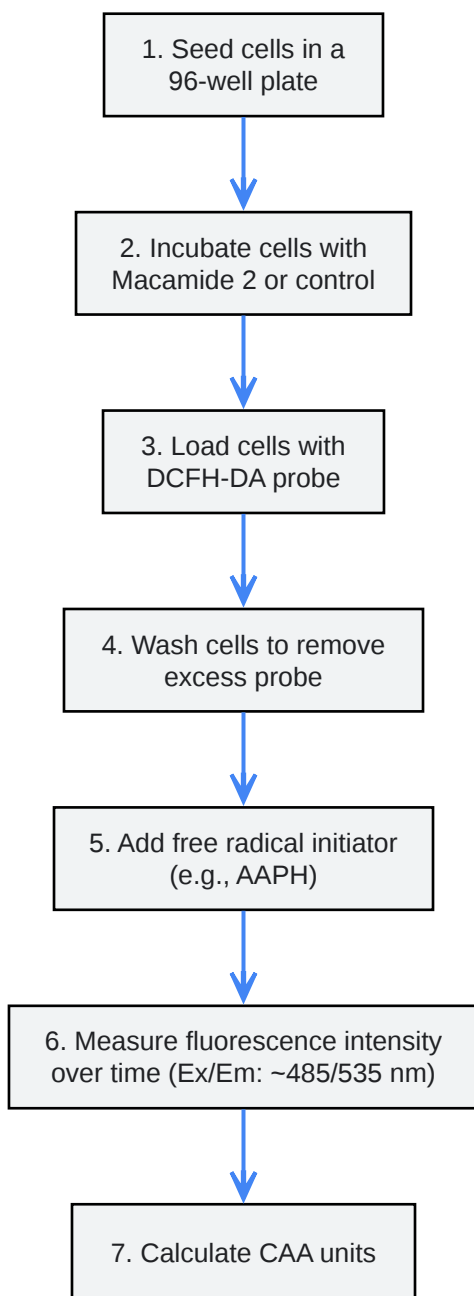 1. Seed cells in a
96-well plate
2. Incubate cells with
Macamide 2 or control
3. Load cells with
DCFH-DA probe
4. Wash cells to remove
excess probe
5. Add free radical initiator
(e.g., AAPH)
6. Measure fluorescence intensity
over time (Ex/Em: ~485/535 nm)
7. Calculate CAA units